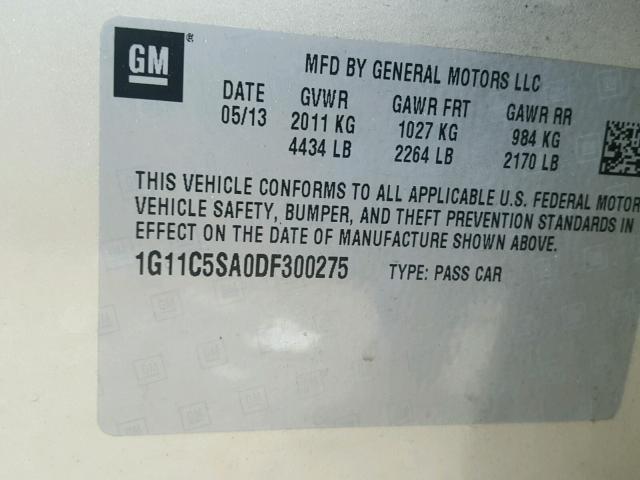 GM ®
MFD BY GENERAL MOTORS LLC
DATE GVWR GAWR FRT GAWR RR
05/13 2011 KG 1027 KG 984 KG
4434 LB 2264 LB 2170 LB
THIS VEHICLE CONFORMS TO ALL APPLICABLE U.S. FEDERAL MOTOR
VEHICLE SAFETY, BUMPER, AND THEFT PREVENTION STANDARDS IN
EFFECT ON THE DATE OF MANUFACTURE SHOWN ABOVE.
1G11C5SA0DF300275 TYPE: PASS CAR